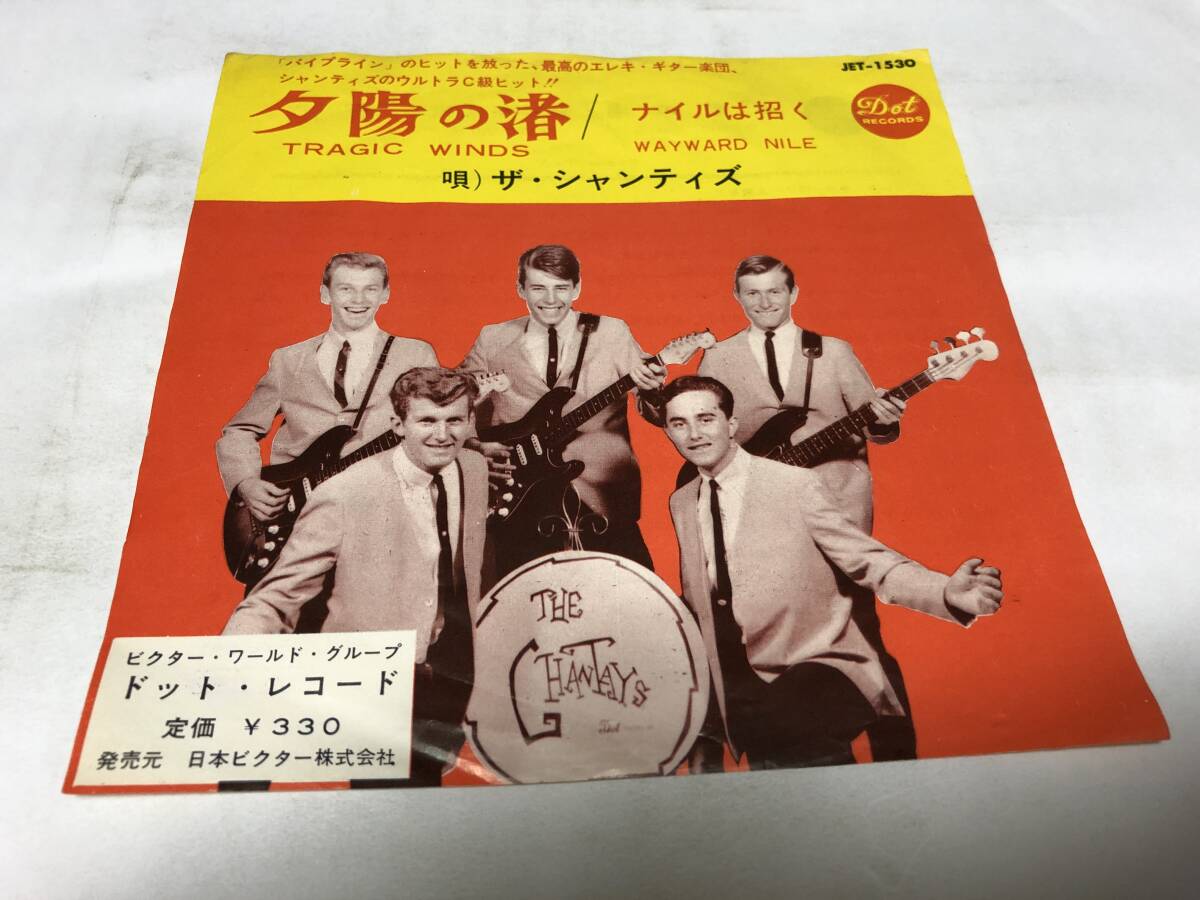 「パイプライン」のヒットを放った、最高のエレキ・ギター楽団、
シャンティズのウルトラC級ヒット!!
JET-1530
夕陽の渚/ ナイルは招く
TRAGIC WINDS WAYWARD NILE
Dot
RECORDS
唄)ザ・シャンティズ
THE
CHANTAYS
ビクター・ワールド・グループ
ドット・レコード
定価 ¥330
発売元 日本ビクター株式会社